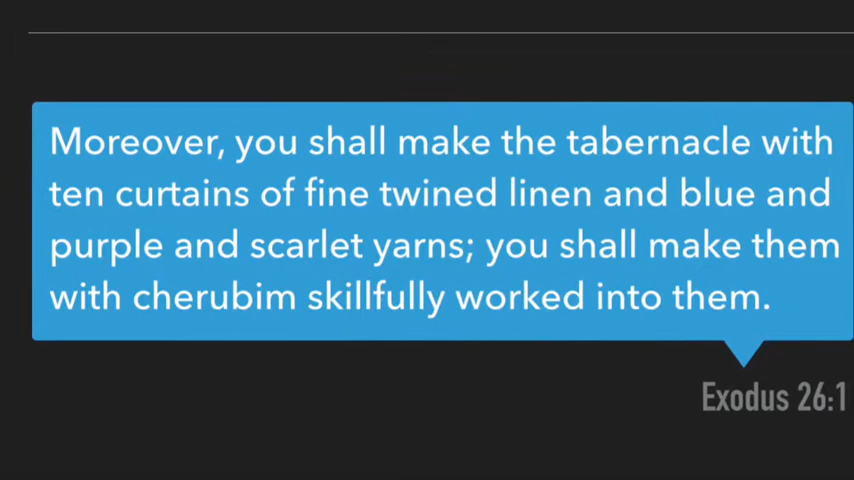 Moreover, you shall make the tabernacle with
ten curtains of fine twined linen and blue and
purple and scarlet yarns; you shall make them
with cherubim skillfully worked into them.
Exodus 26:1